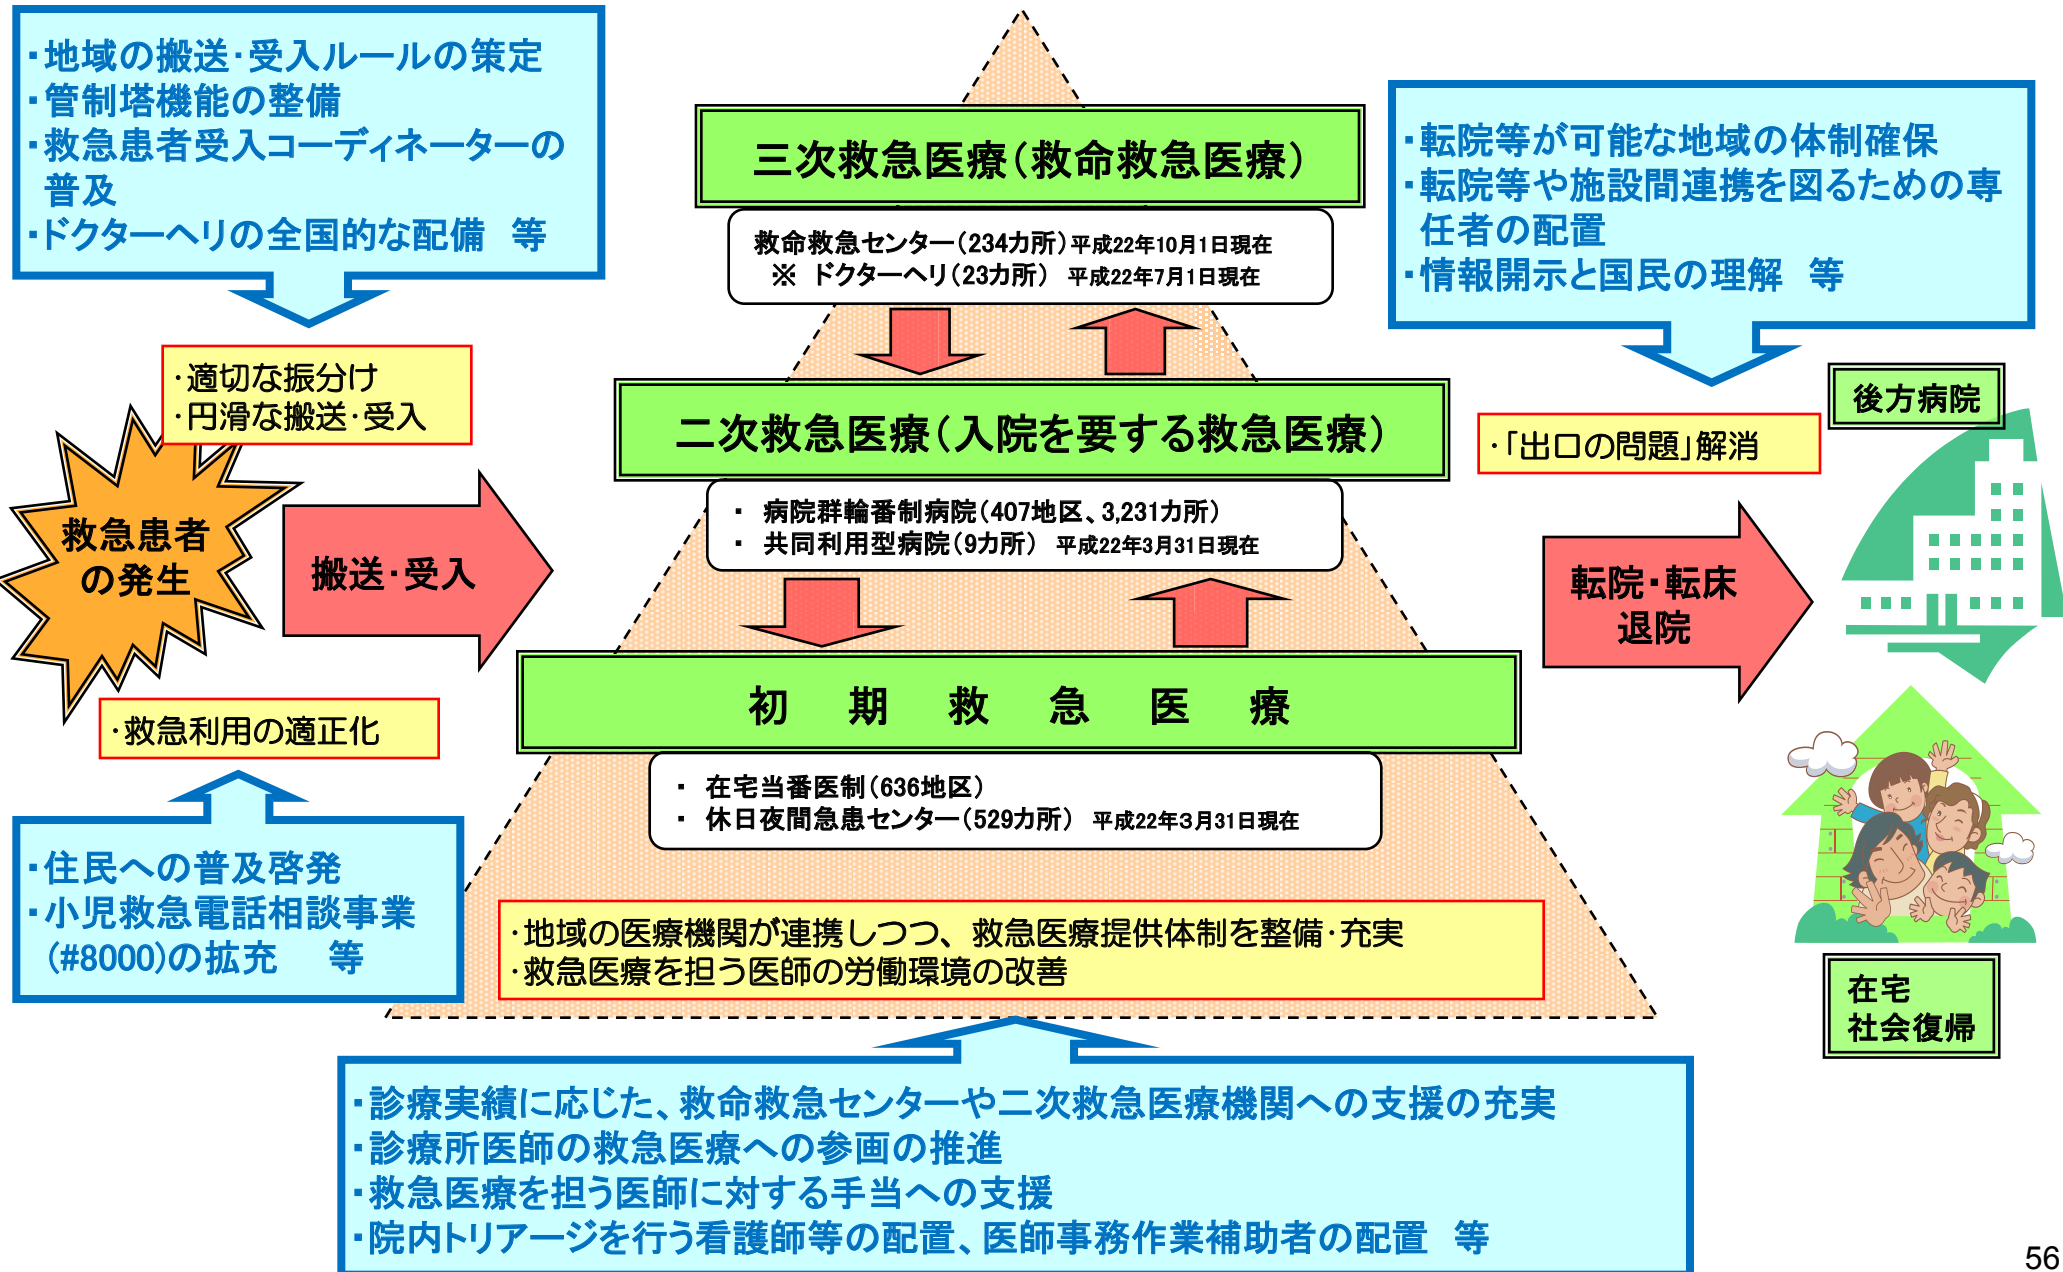 ・地域の搬送・受入ルールの策定
・管制塔機能の整備
・救急患者受入コーディネーターの
普及
・ドクターヘリの全国的な配備 等
・適切な振分け
・円滑な搬送・受入
救急患者
の発生
搬送・受入
・救急利用の適正化
・住民への普及啓発
・小児救急電話相談事業
(#8000)の拡充 等
三次救急医療(救命救急医療)
救命救急センター(234カ所)平成22年10月1日現在
※ ドクターヘリ(23カ所) 平成22年7月1日現在
二次救急医療(入院を要する救急医療)
・ 病院群輪番制病院(407地区、3,231カ所)
・ 共同利用型病院(9カ所) 平成22年3月31日現在
初 期 救 急 医 療
・ 在宅当番医制(636地区)
・ 休日夜間急患センター(529カ所) 平成22年3月31日現在
・地域の医療機関が連携しつつ、救急医療提供体制を整備・充実
・救急医療を担う医師の労働環境の改善
・診療実績に応じた、救命救急センターや二次救急医療機関への支援の充実
・診療所医師の救急医療への参画の推進
・救急医療を担う医師に対する手当への支援
・院内トリアージを行う看護師等の配置、医師事務作業補助者の配置 等
・転院等が可能な地域の体制確保
・転院等や施設間連携を図るための専
任者の配置
・情報開示と国民の理解 等
・「出口の問題」解消
後方病院
転院・転床
退院
在宅
社会復帰
56